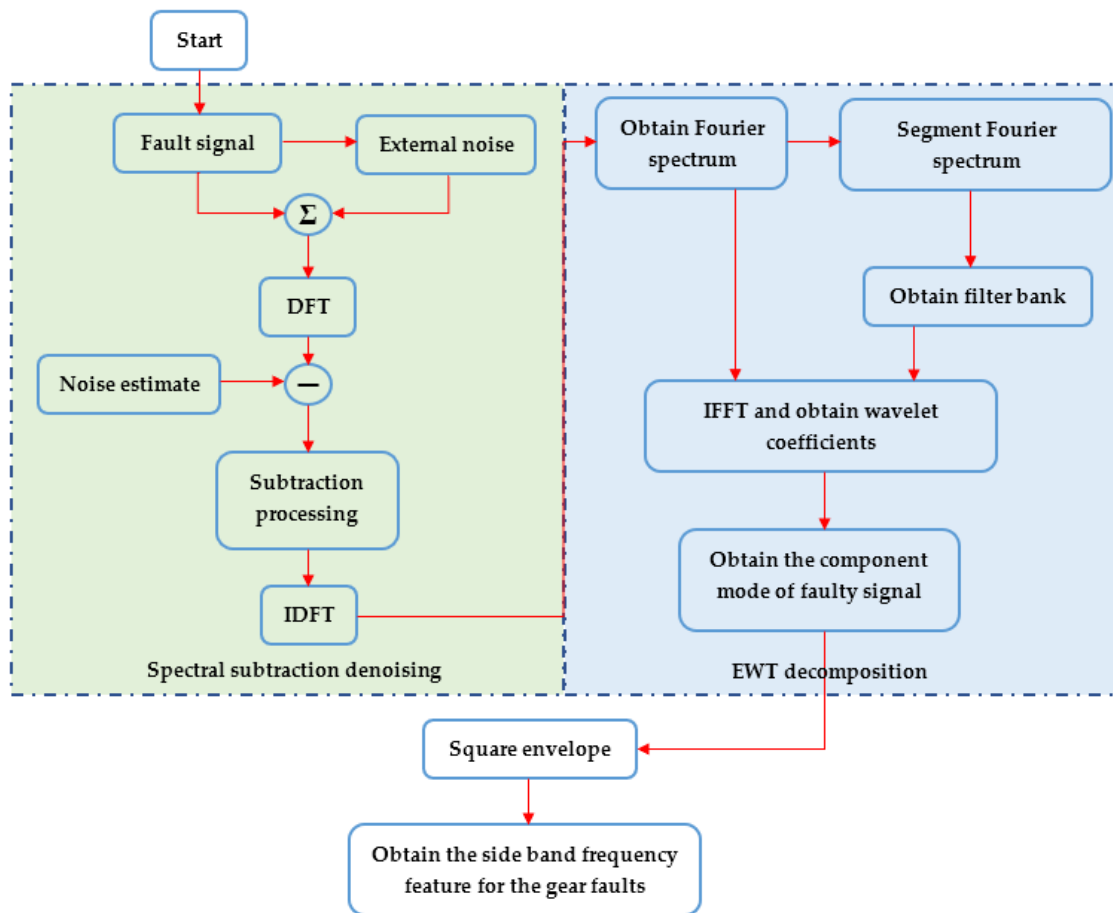 Start
Fault signal
External noise
Σ
DFT
Noise estimate
−
Subtraction
processing
IDFT
Spectral subtraction denoising
Obtain Fourier
spectrum
Segment Fourier
spectrum
Obtain filter bank
IFFT and obtain wavelet
coefficients
Obtain the component
mode of faulty signal
EWT decomposition
Square envelope
Obtain the side band frequency
feature for the gear faults